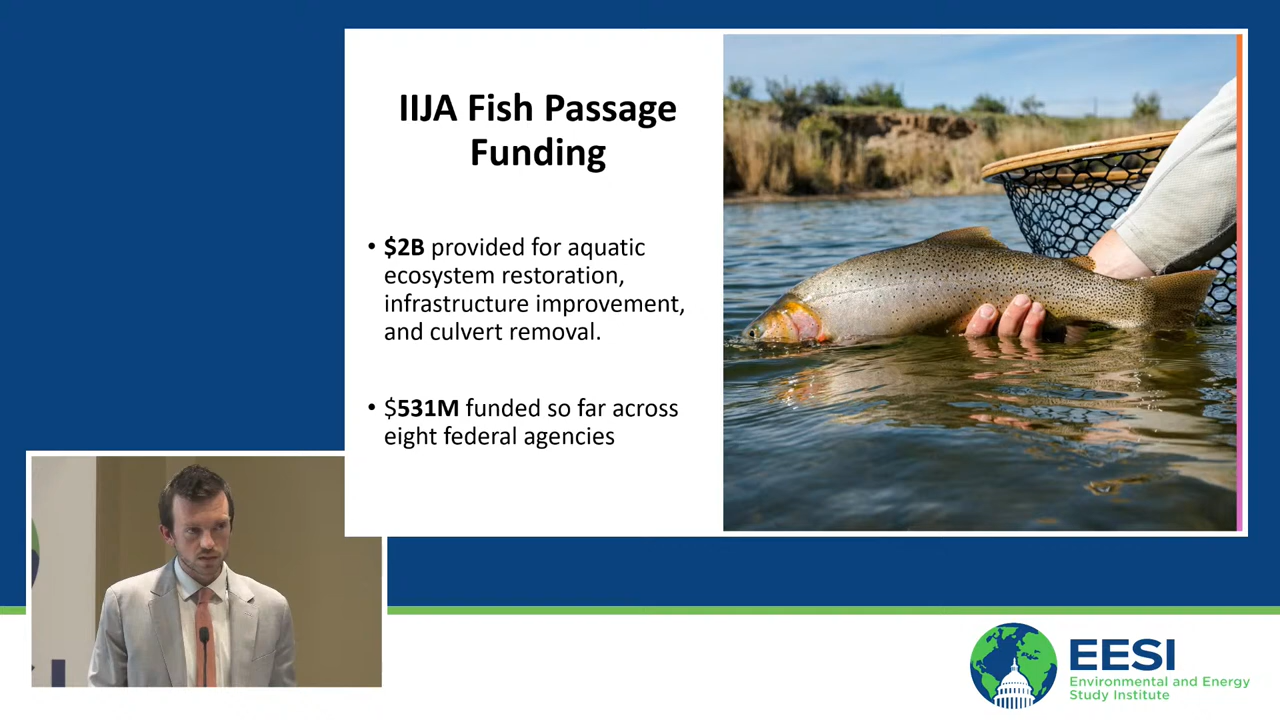 IIJA Fish Passage
Funding
• $2B provided for aquatic
ecosystem restoration,
infrastructure improvement,
and culvert removal.
• $531M funded so far across
eight federal agencies
EESI
Environmental and Energy
Study Institute